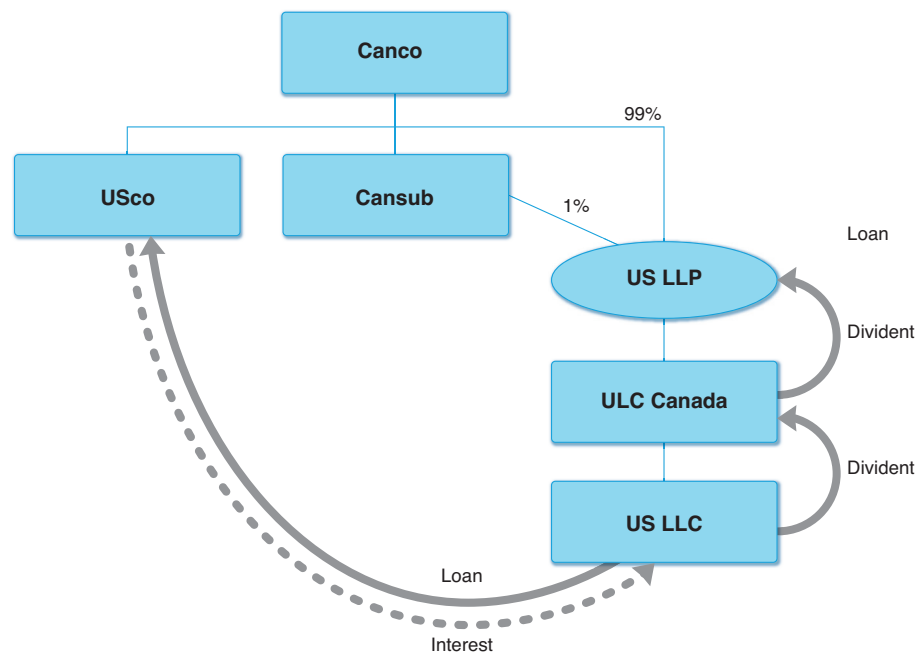 Canco
99%
USco
Cansub
1%
Loan
US LLP
Divident
ULC Canada
Divident
US LLC
Loan
Interest